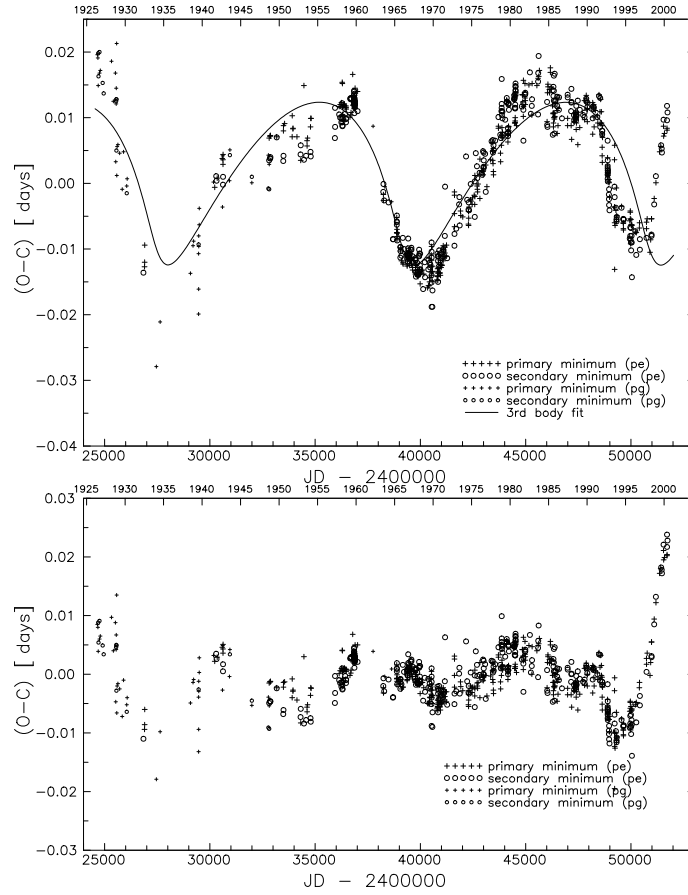 1925 1930 1935 1940 1945 1950 1955 1960 1965 1970 1975 1980 1985 1990 1995 2000
0.02
0.01
0.00
−0.01
−0.02
−0.03
−0.04
(O−C) [ days]
+++++ primary minimum (pe)
○○○○○ secondary minimum (pe)
++++ primary minimum (pg)
○○○○ secondary minimum (pg)
3rd body fit
25000 30000 35000 40000 45000 50000
JD − 2400000
1925 1930 1935 1940 1945 1950 1955 1960 1965 1970 1975 1980 1985 1990 1995 2000
0.03
0.02
0.01
0.00
−0.01
−0.02
−0.03
(O−C) [ days]
+++++ primary minimum (pe)
○○○○○ secondary minimum (pe)
++++ primary minimum (pg)
○○○○ secondary minimum (pg)
25000 30000 35000 40000 45000 50000
JD − 2400000